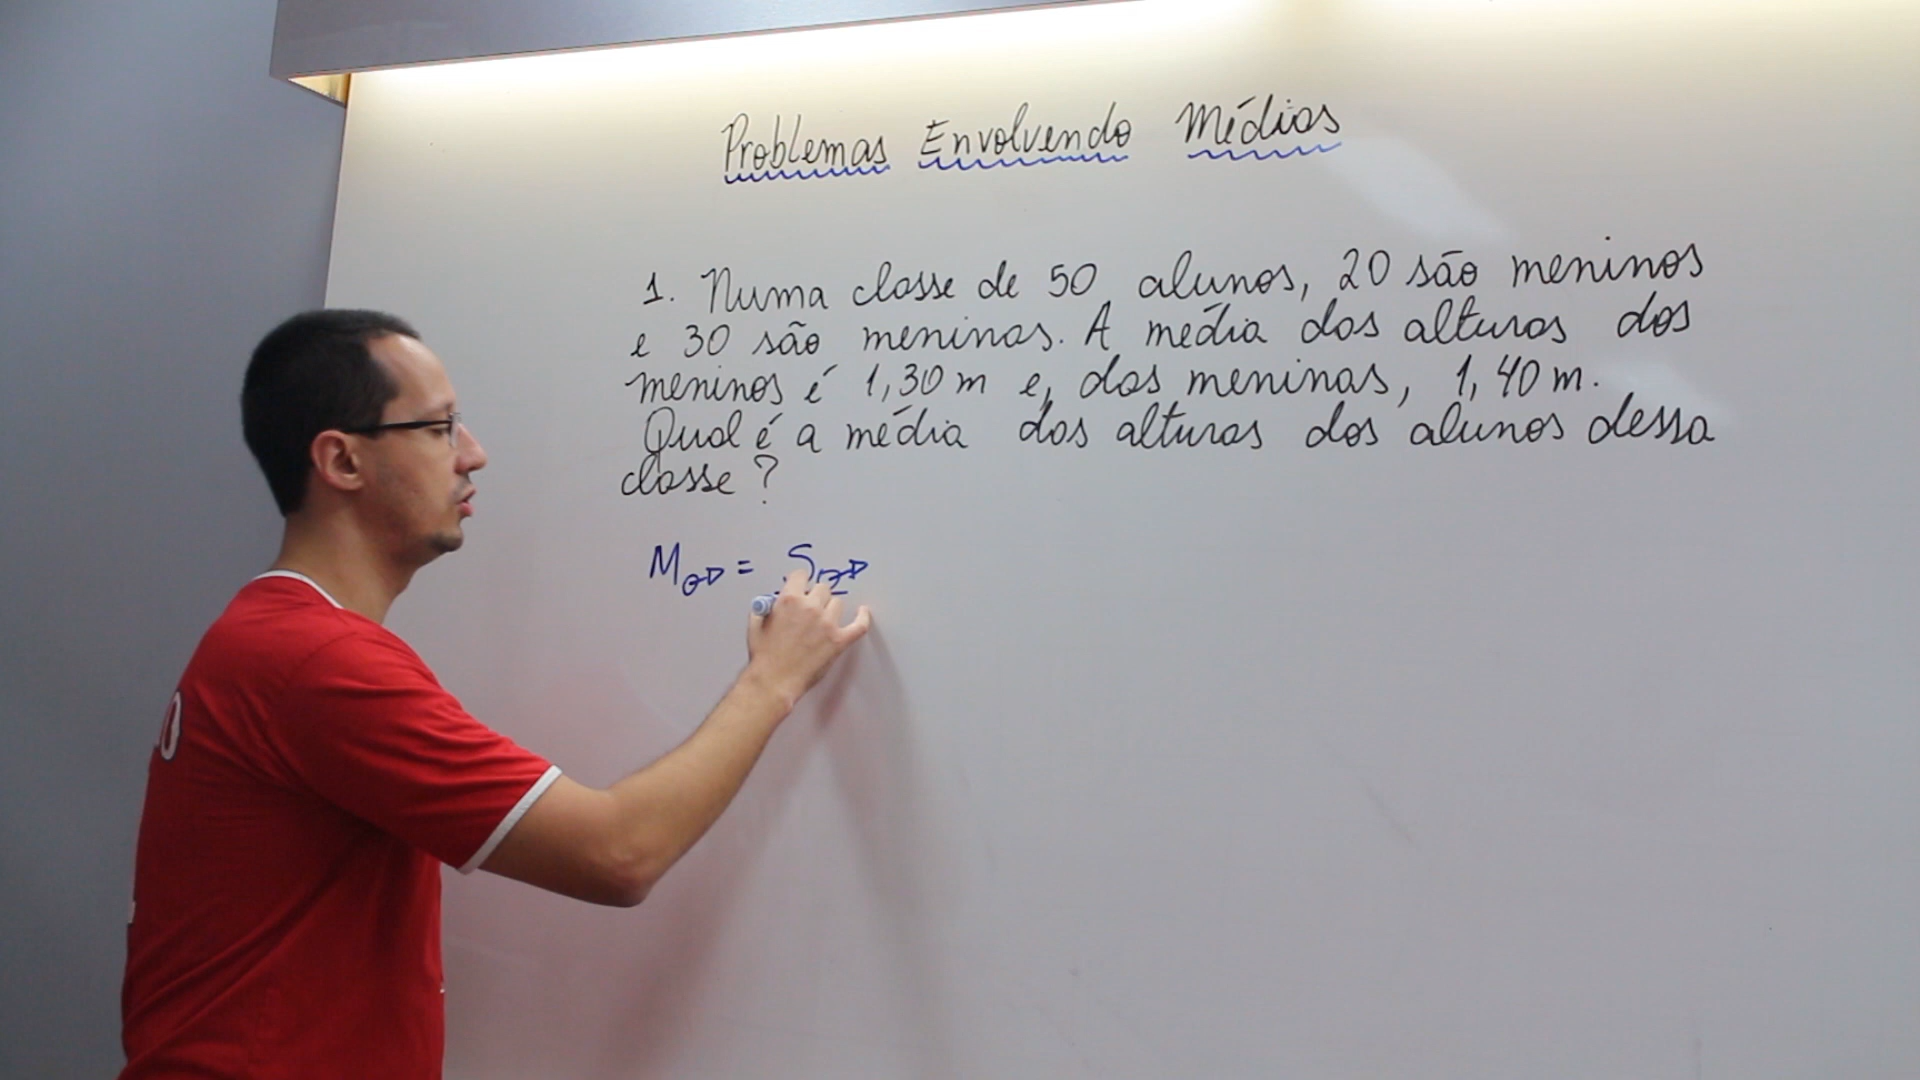 Problemas Envolvendo Médias
1. Numa classe de 50 alunos, 20 são meninos
e 30 são meninas. A média das alturas dos
meninos é 1,30 m e, das meninas, 1,40 m.
Qual é a média das alturas dos alunos dessa
classe?